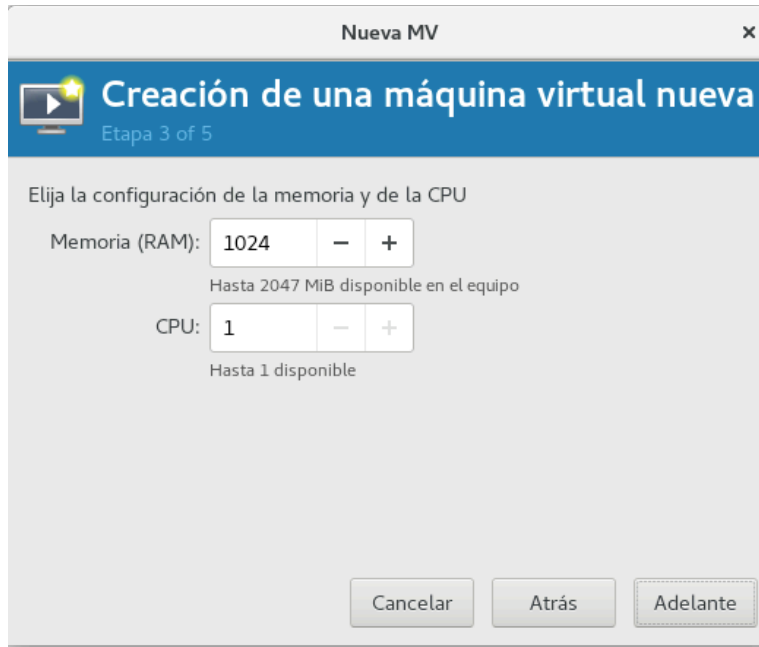 Nueva MV
Creación de una máquina virtual nueva
Etapa 3 of 5
Elija la configuración de la memoria y de la CPU
Memoria (RAM): 1024
Hasta 2047 MiB disponible en el equipo
CPU: 1
Hasta 1 disponible
Cancelar Atrás Adelante